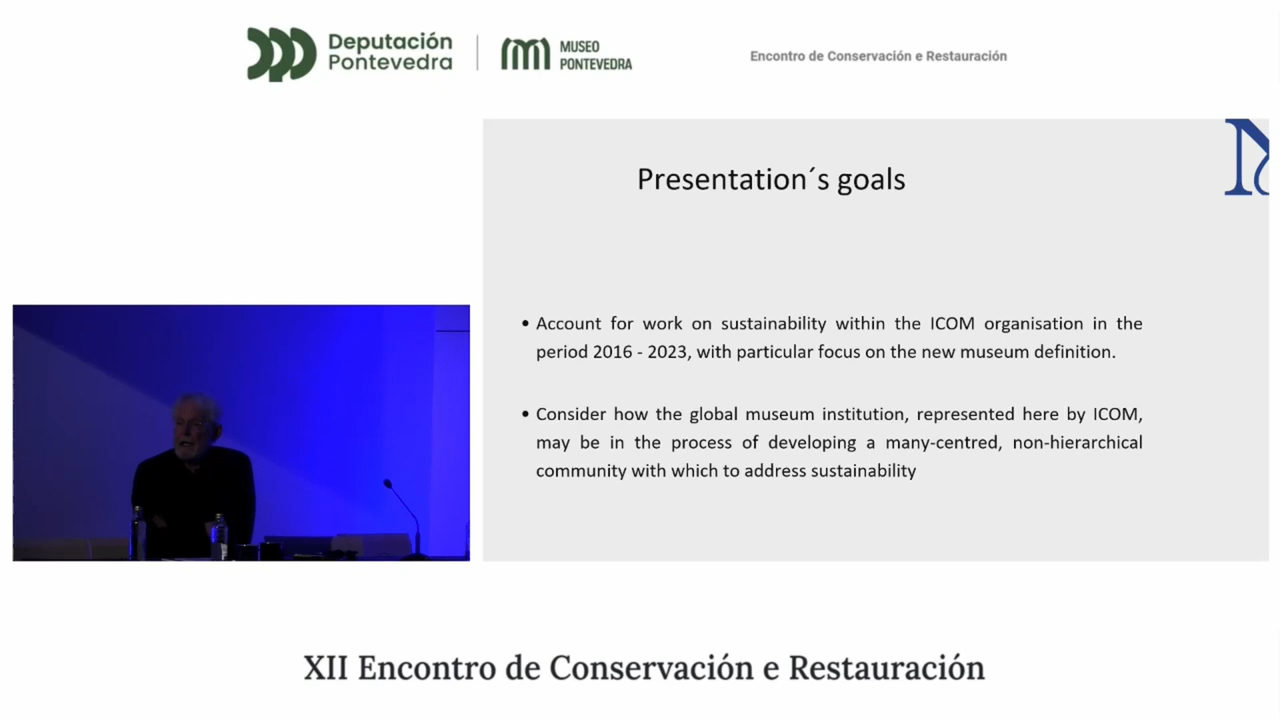 Deputación
Pontevedra
MUSEO
PONTEVEDRA
Encontro de Conservación e Restauración
Presentation´s goals
• Account for work on sustainability within the ICOM organisation in the
period 2016 - 2023, with particular focus on the new museum definition.
• Consider how the global museum institution, represented here by ICOM,
may be in the process of developing a many-centred, non-hierarchical
community with which to address sustainability
XII Encontro de Conservación e Restauración